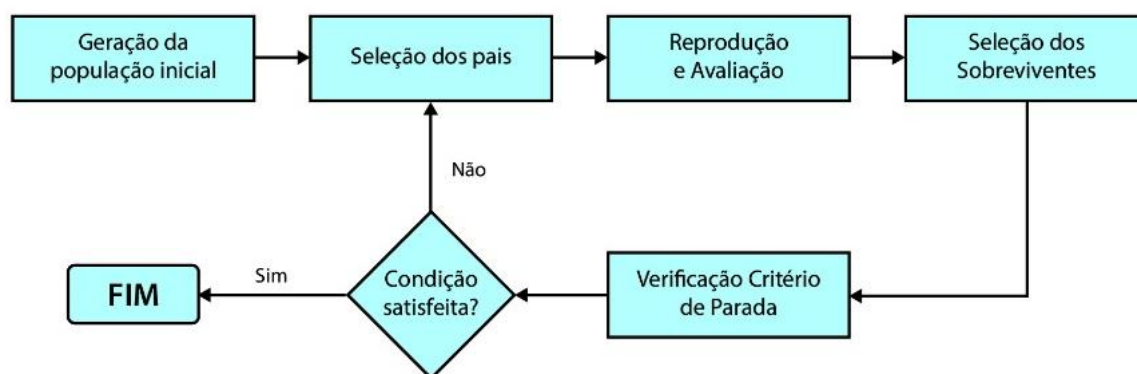 Geração da
população inicial
Seleção dos pais
Reprodução
e Avaliação
Seleção dos
Sobreviventes
Não
Sim
FIM
Condição
satisfeita?
Verificação Critério
de Parada